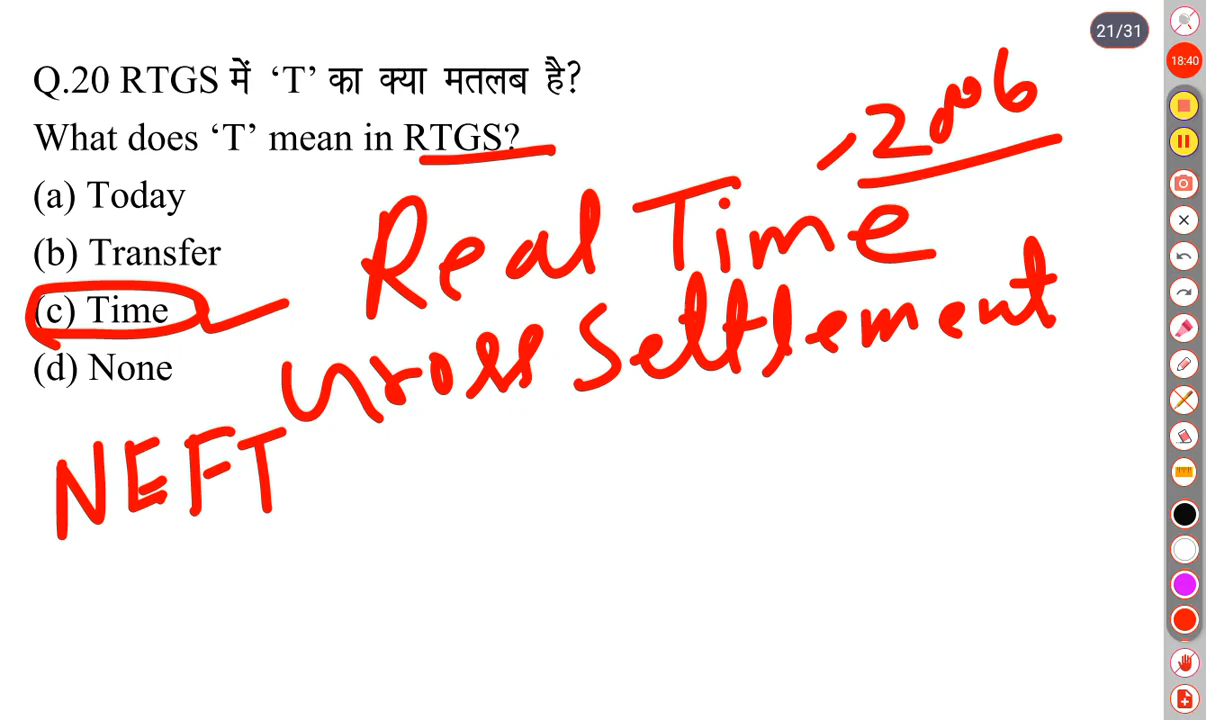 21/31
18:40
Q.20 RTGS में ‘T’ का क्या मतलब है?
What does ‘T’ mean in RTGS?
2006
(a) Today
(b) Transfer
(c) Time
(d) None
Real Time
Gross Settlement
NEFT